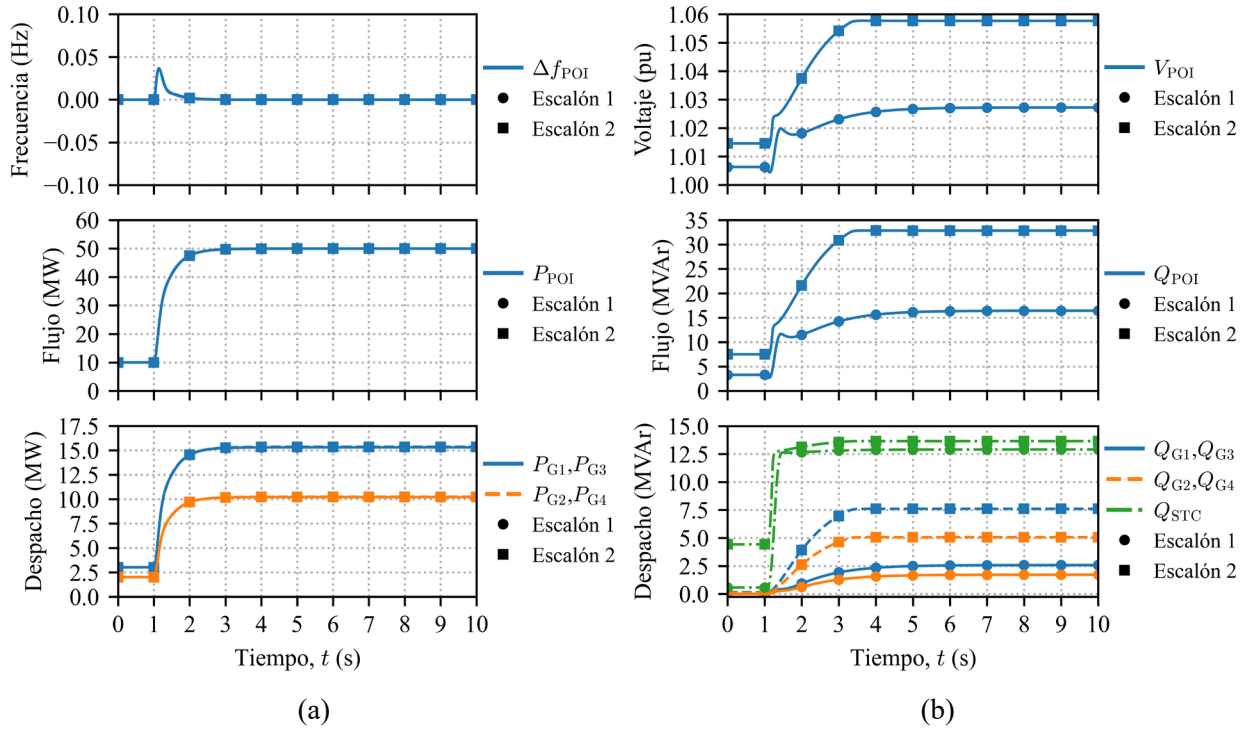 0.10
0.05
0.00
−0.05
−0.10
Frecuencia (Hz)
Δf_POI
Escalón 1
Escalón 2
60
50
40
30
20
10
0
Flujo (MW)
P_POI
Escalón 1
Escalón 2
17.5
15.0
12.5
10.0
7.5
5.0
2.5
0.0
Despacho (MW)
P_G1,P_G3
P_G2,P_G4
Escalón 1
Escalón 2
0 1 2 3 4 5 6 7 8 9 10
Tiempo, t (s)
(a)
1.06
1.06
1.04
1.03
1.02
1.01
1.00
Voltaje (pu)
V_POI
Escalón 1
Escalón 2
35
30
25
20
15
10
5
0
Flujo (MVAr)
Q_POI
Escalón 1
Escalón 2
15.0
12.5
10.0
7.5
5.0
2.5
0.0
Despacho (MVAr)
Q_G1,Q_G3
Q_G2,Q_G4
Q_STC
Escalón 1
Escalón 2
0 1 2 3 4 5 6 7 8 9 10
Tiempo, t (s)
(b)